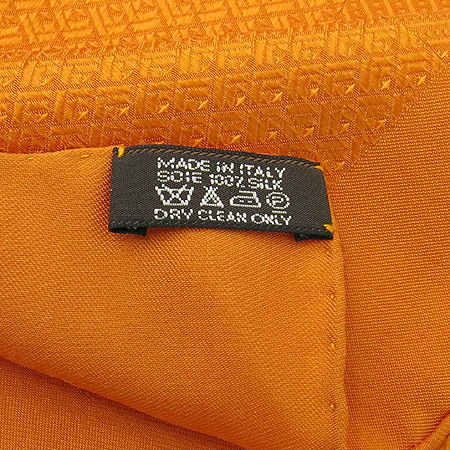 MADE IN ITALY
SOIE 100% SILK
P
DRY CLEAN ONLY